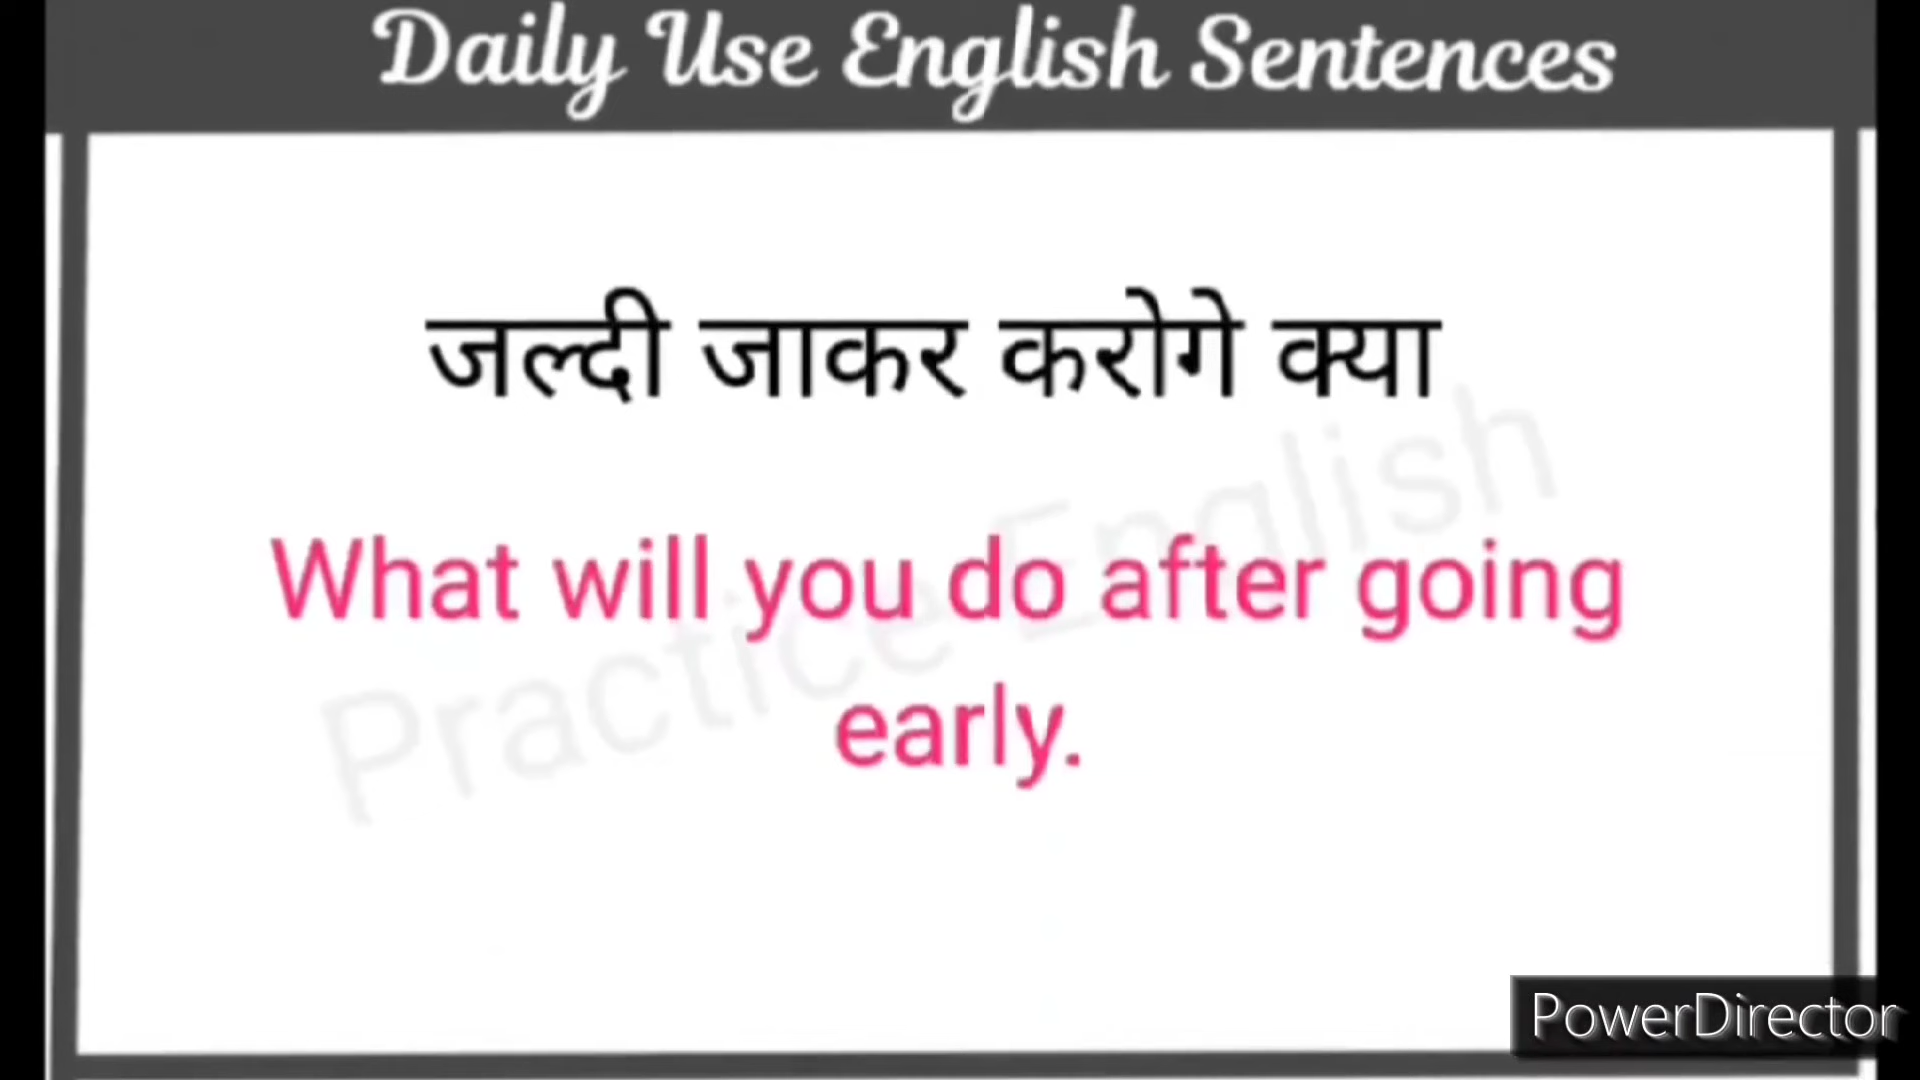 Daily Use English Sentences
जल्दी जाकर करोगे क्या
What will you do after going
early.
Practice English
PowerDirector